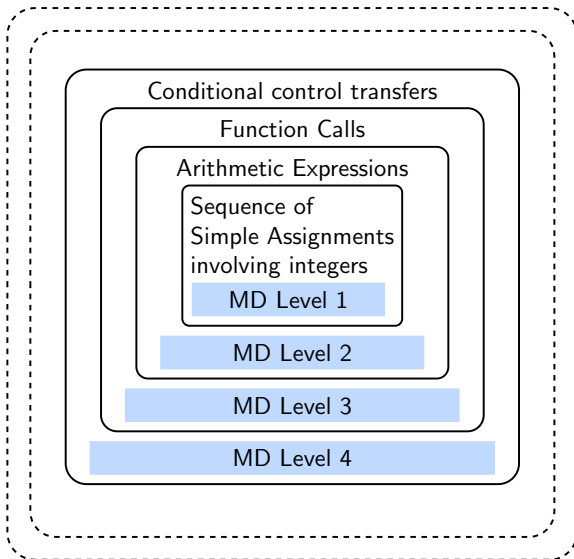 Conditional control transfers
Function Calls
Arithmetic Expressions
Sequence of
Simple Assignments
involving integers
MD Level 1
MD Level 2
MD Level 3
MD Level 4